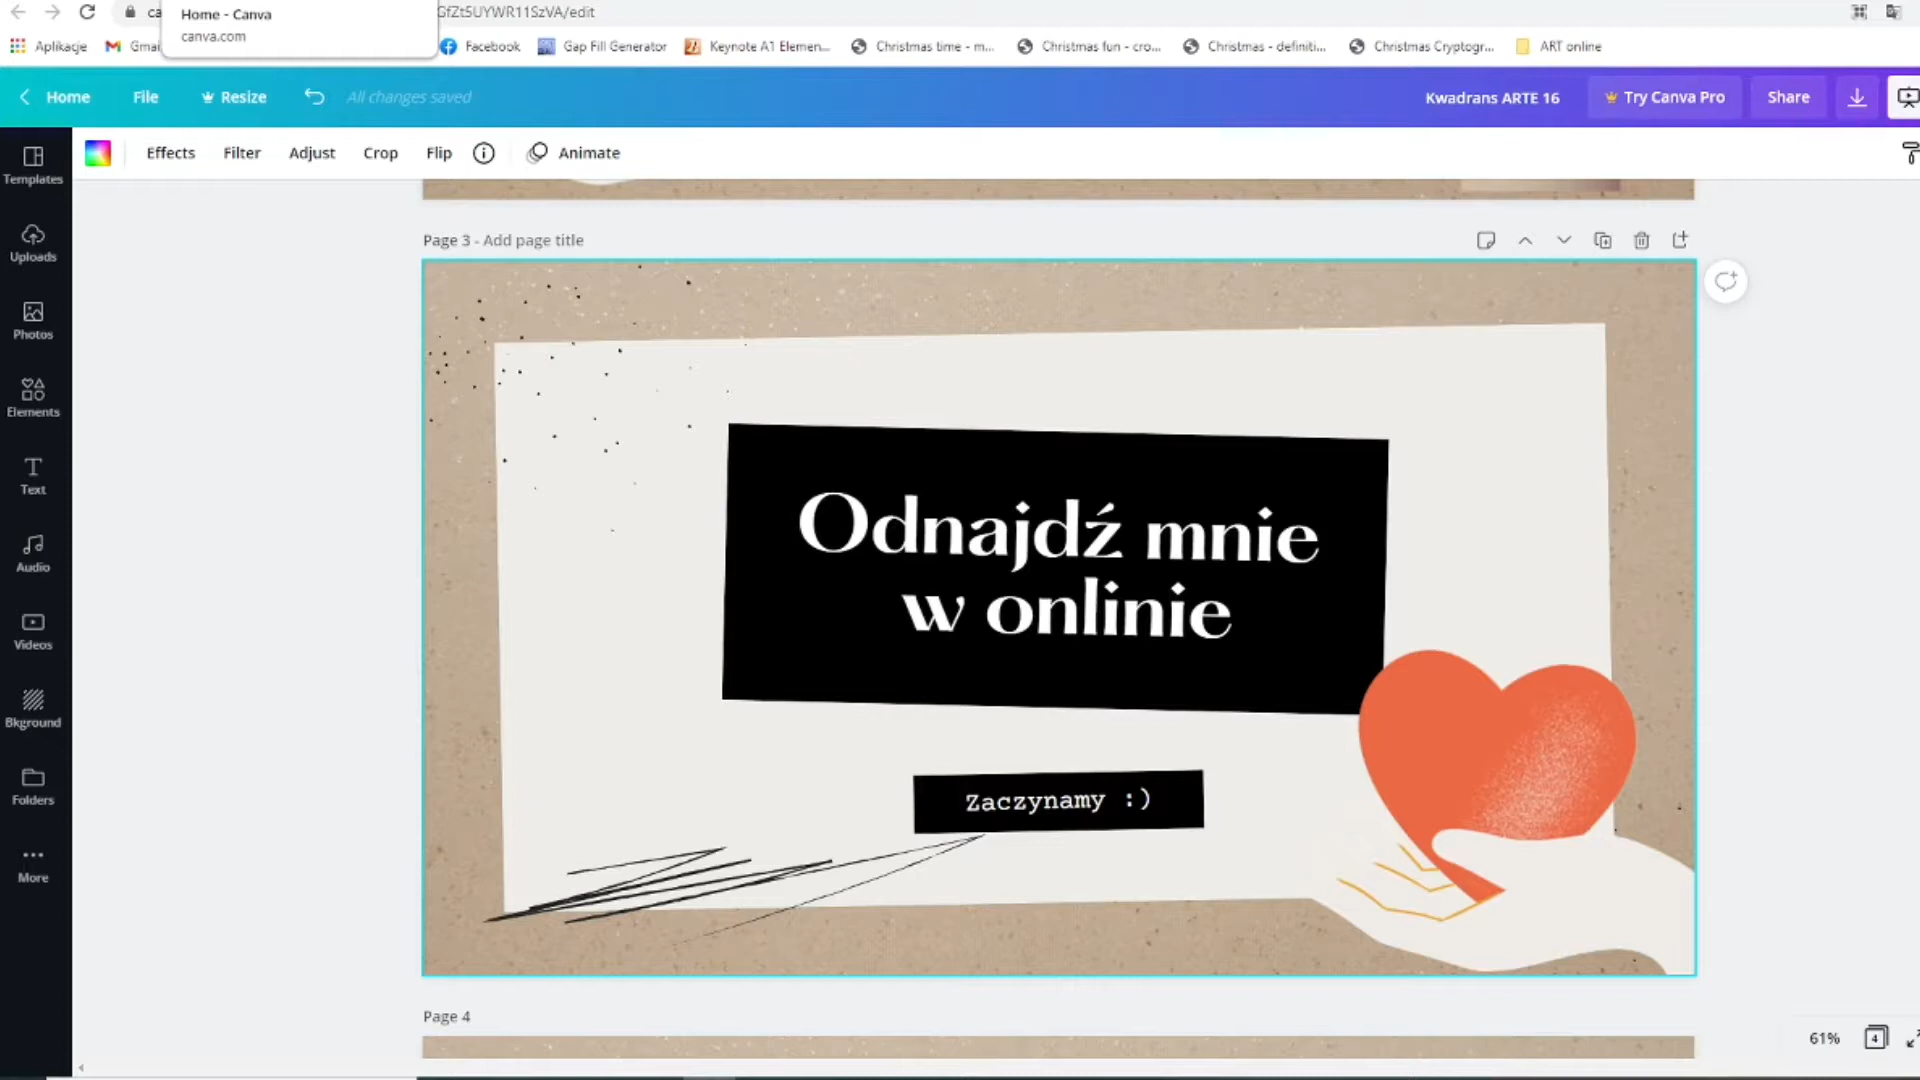 Home - Canva
canva.com
GfZt5UYWR11SzVA/edit
Aplikacje
Facebook
Gap Fill Generator
Keynote A1 Elemen...
Christmas time - m...
Christmas fun - cro...
Christmas - definiti...
Christmas Cryptogr...
ART online
Home
File
Resize
All changes saved
Kwadrans ARTE 16
Try Canva Pro
Share
Effects
Filter
Adjust
Crop
Flip
Animate
Templates
Uploads
Photos
Elements
Text
Audio
Videos
Bkground
Folders
More
Page 3 - Add page title
Odnajdź mnie
w onlinie
Zaczynamy :)
Page 4
61%
4